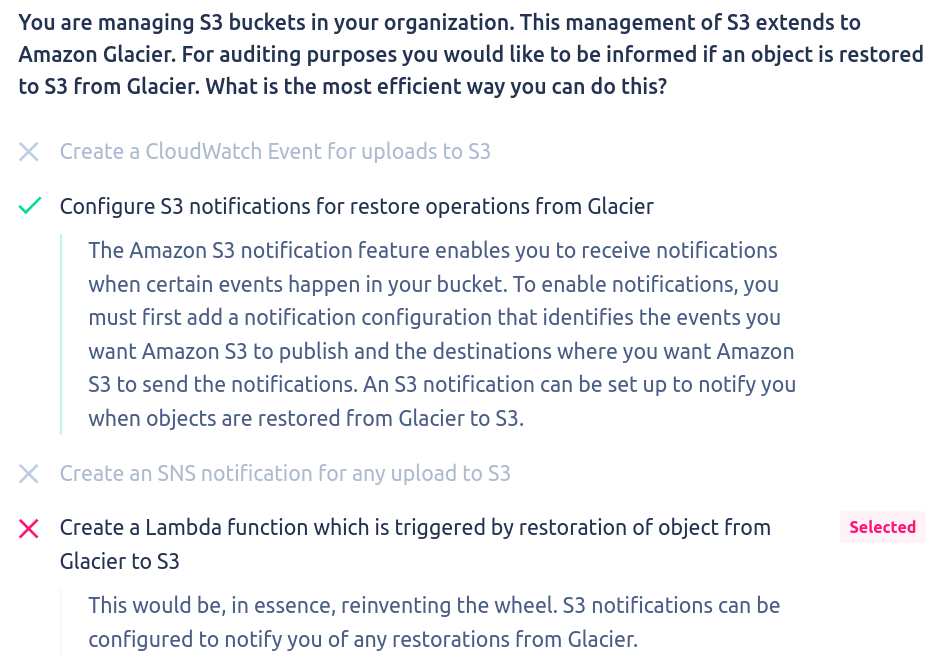 You are managing S3 buckets in your organization. This management of S3 extends to
Amazon Glacier. For auditing purposes you would like to be informed if an object is restored
to S3 from Glacier. What is the most efficient way you can do this?
Create a CloudWatch Event for uploads to S3
Configure S3 notifications for restore operations from Glacier
The Amazon S3 notification feature enables you to receive notifications
when certain events happen in your bucket. To enable notifications, you
must first add a notification configuration that identifies the events you
want Amazon S3 to publish and the destinations where you want Amazon
S3 to send the notifications. An S3 notification can be set up to notify you
when objects are restored from Glacier to S3.
Create an SNS notification for any upload to S3
Create a Lambda function which is triggered by restoration of object from
Glacier to S3
Selected
This would be, in essence, reinventing the wheel. S3 notifications can be
configured to notify you of any restorations from Glacier.